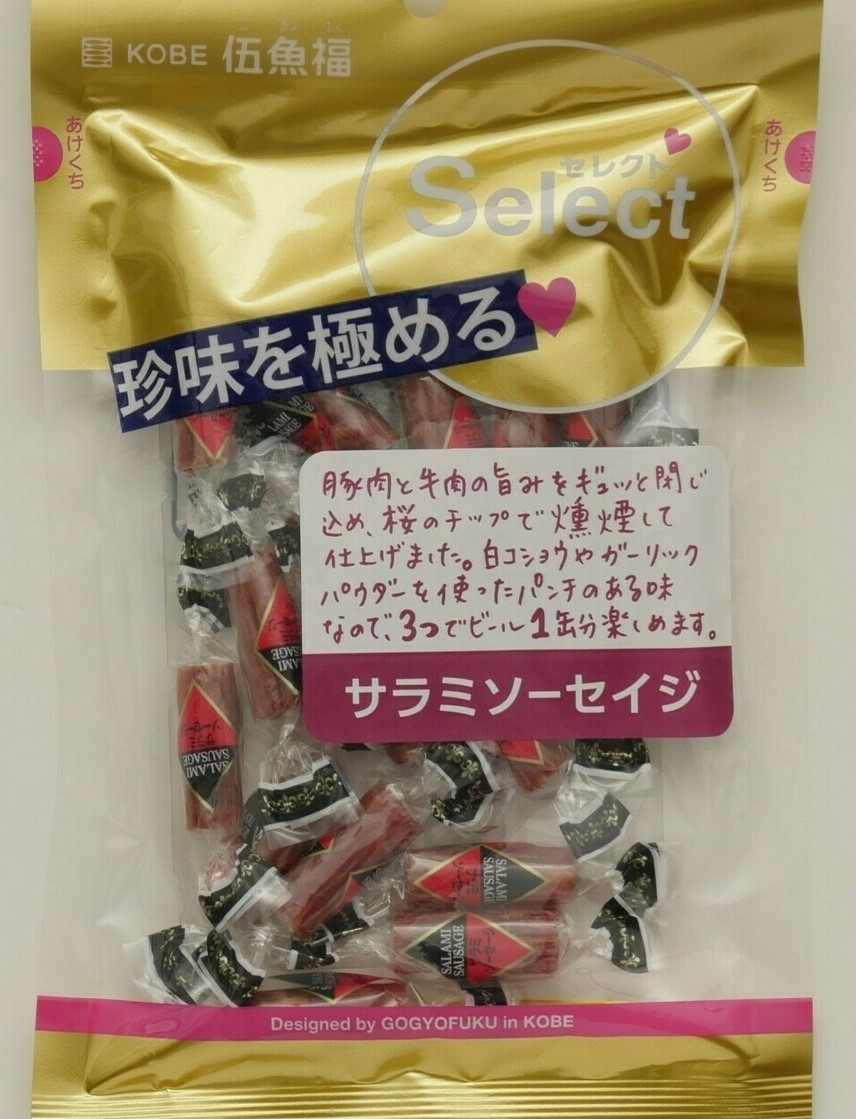 KOBE 伍魚福
あけくち
あけくち
セレクト
Select
珍味を極める
豚肉と牛肉の旨みをギュッと閉じ
込め、桜のチップで燻煙して
仕上げました。白コショウやガーリック
パウダーを使ったパンチのある味
なので、3つでビール1缶分楽しめます。
サラミソーセイジ
SALAMI
SAUSAGE
サラミ
SALAMI
SAUSAGE
SALAMI
SAUSAGE
SALAMI
SAUSAGE
Designed by GOGYOFUKU in KOBE